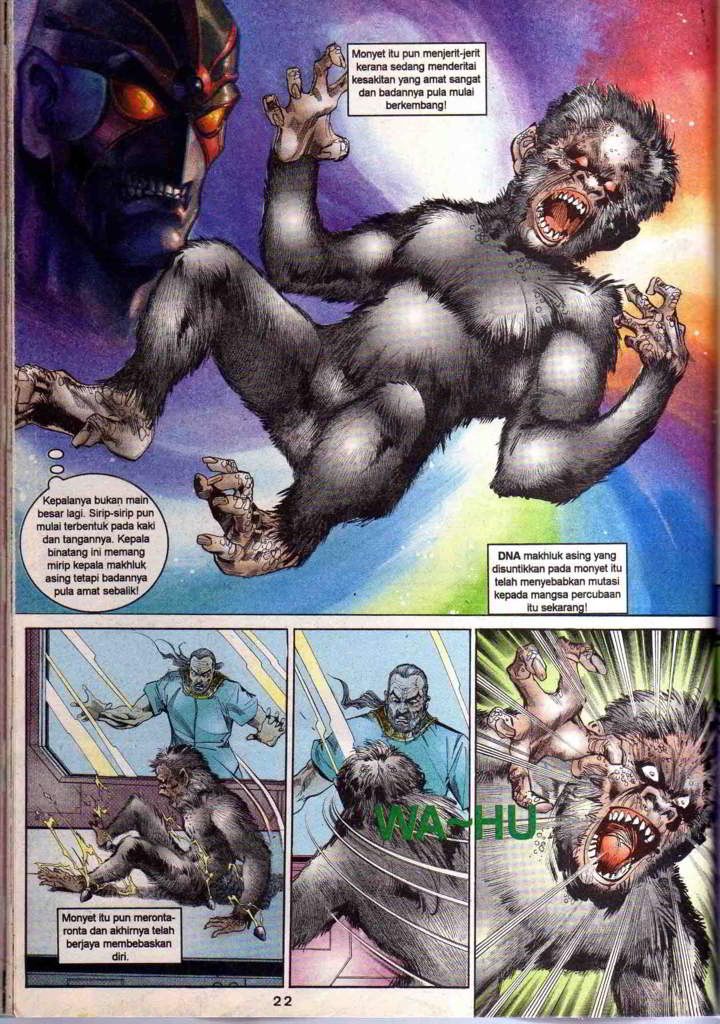 Monyet itu pun menjerit-jerit
kerana sedang menderitai
kesakitan yang amat sangat
dan badannya pula mulai
berkembang!
Kepalanya bukan main
besar lagi. Sirip-sirip pun
mulai terbentuk pada kaki
dan tangannya. Kepala
binatang ini memang
mirip kepala makhluk
asing tetapi badannya
pula amat sebalik!
DNA makhluk asing yang
disuntikkan pada monyet itu
telah menyebabkan mutasi
kepada mangsa percubaan
itu sekarang!
Monyet itu pun meronta-
ronta dan akhirnya telah
berjaya membebaskan
diri.
WA~HU
22